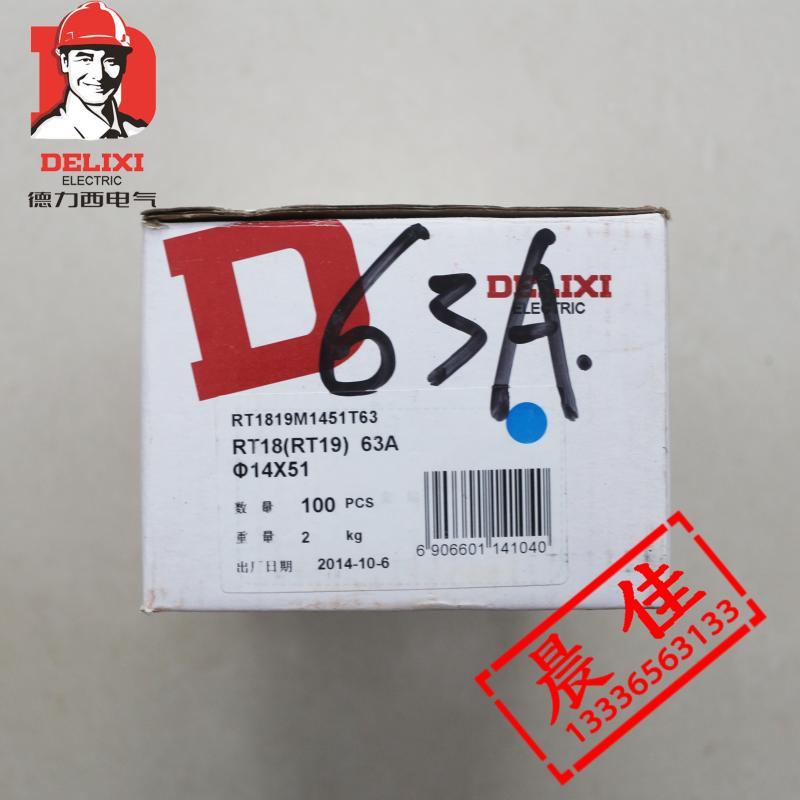 DELIXI
ELECTRIC
德力西电气
63A.
DELIXI
ELECTRIC
RT1819M1451T63
RT18(RT19) 63A
Φ14X51
数量 100 PCS
重量 2 kg
出厂日期 2014-10-6
6 906601 141040
晨佳
13336563133